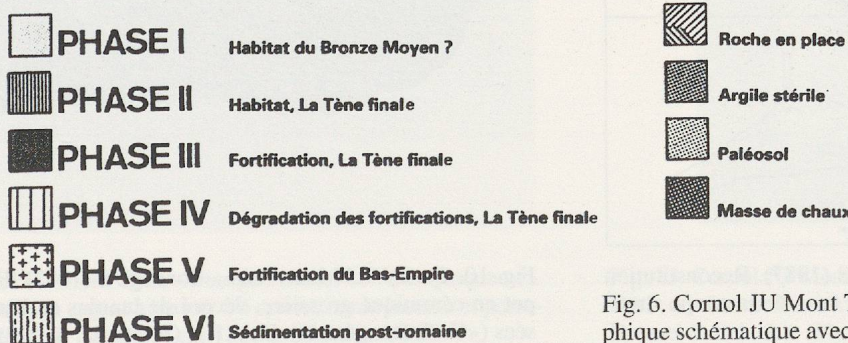 PHASE I Habitat du Bronze Moyen ?
PHASE II Habitat, La Tène finale
PHASE III Fortification, La Tène finale
PHASE IV Dégradation des fortifications, La Tène finale
PHASE V Fortification du Bas-Empire
PHASE VI Sédimentation post-romaine
Roche en place
Argile stérile
Paléosol
Masse de chaux
Fig. 6. Cornol JU Mont
phique schématique avec